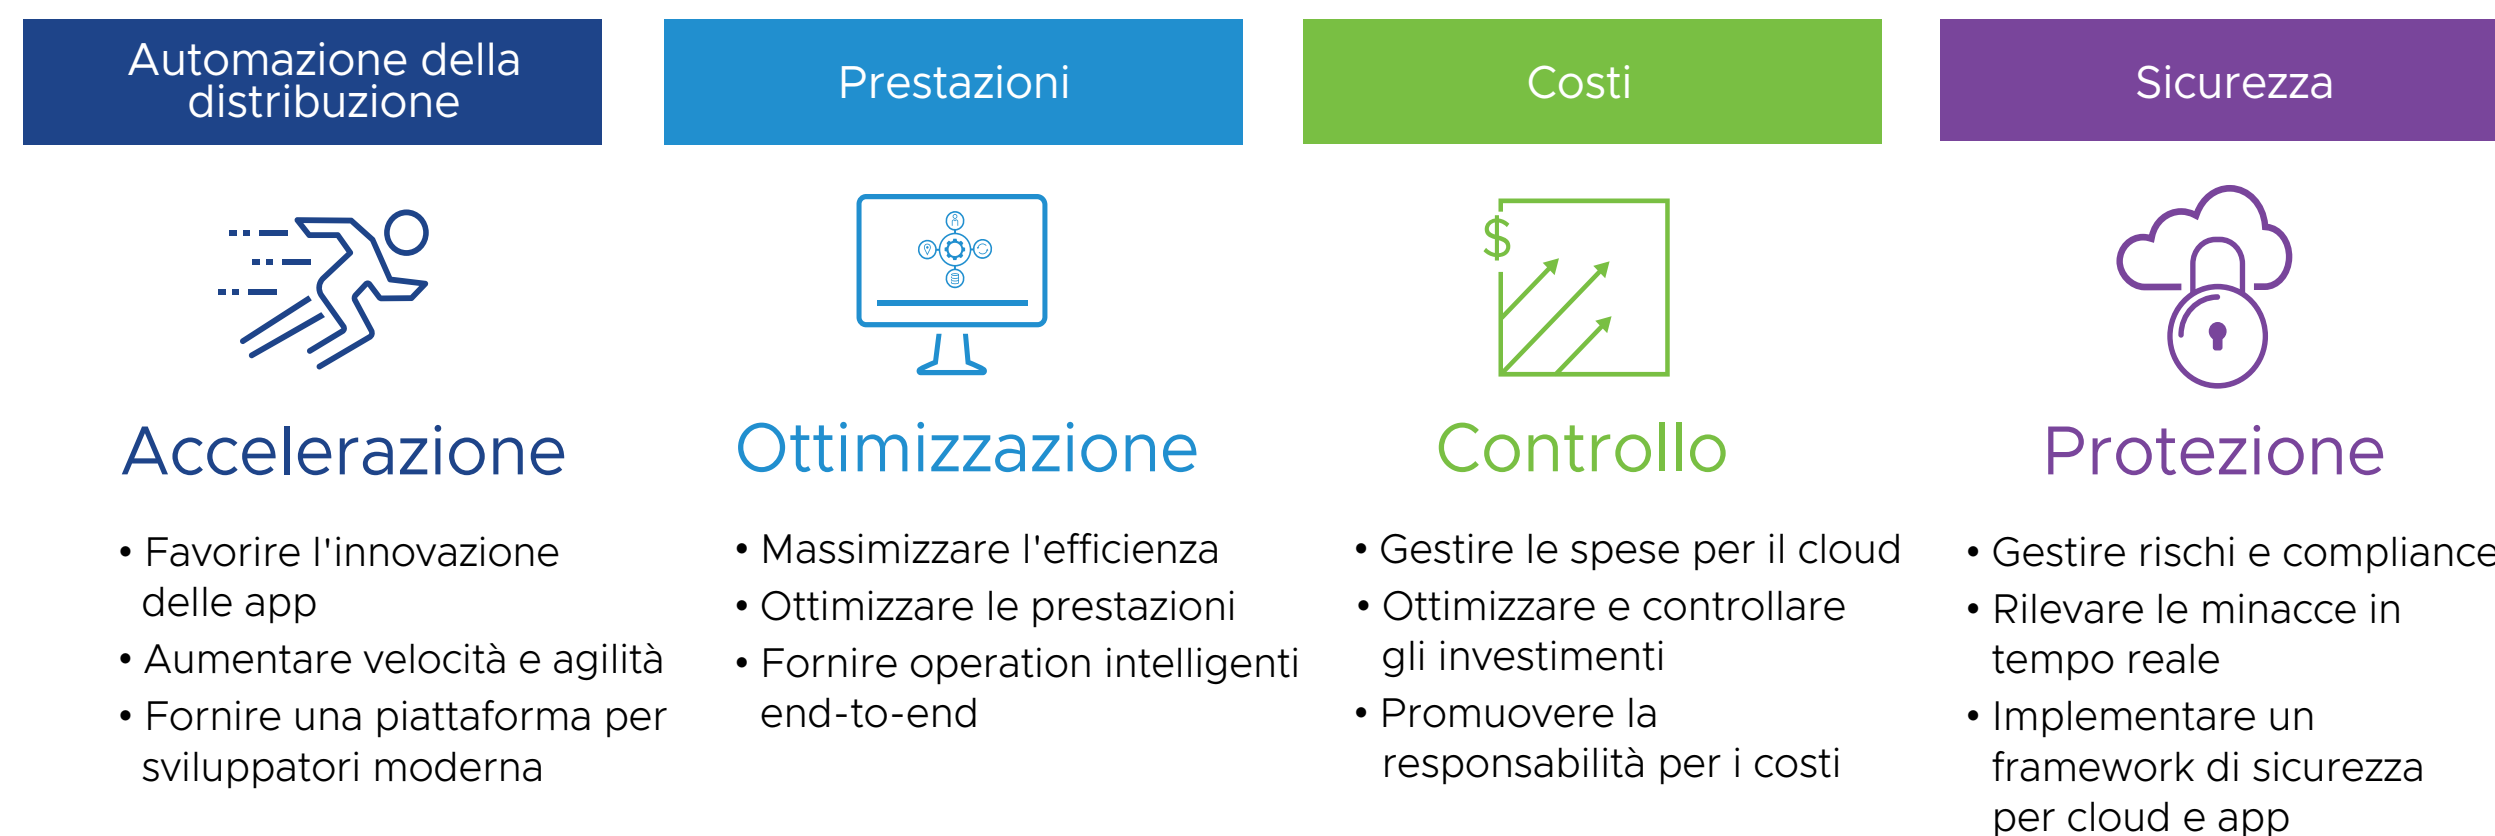 Automazione della
distribuzione
Accelerazione
• Favorire l'innovazione
delle app
• Aumentare velocità e agilità
• Fornire una piattaforma per
sviluppatori moderna
Prestazioni
Ottimizzazione
• Massimizzare l'efficienza
• Ottimizzare le prestazioni
• Fornire operation intelligenti
end-to-end
Costi
$
Controllo
• Gestire le spese per il cloud
• Ottimizzare e controllare
gli investimenti
• Promuovere la
responsabilità per i costi
Sicurezza
Protezione
• Gestire rischi e compliance
• Rilevare le minacce in
tempo reale
• Implementare un
framework di sicurezza
per cloud e app